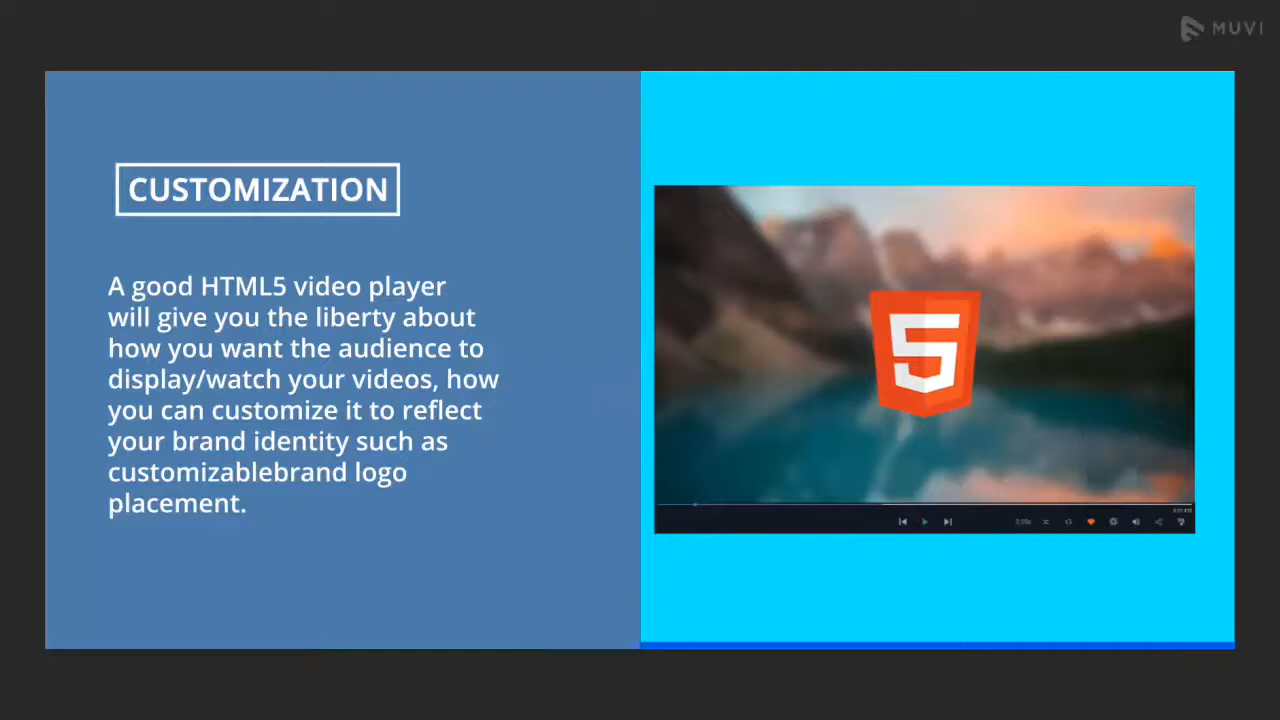 MUVI
CUSTOMIZATION
A good HTML5 video player
will give you the liberty about
how you want the audience to
display/watch your videos, how
you can customize it to reflect
your brand identity such as
customizablebrand logo
placement.
5